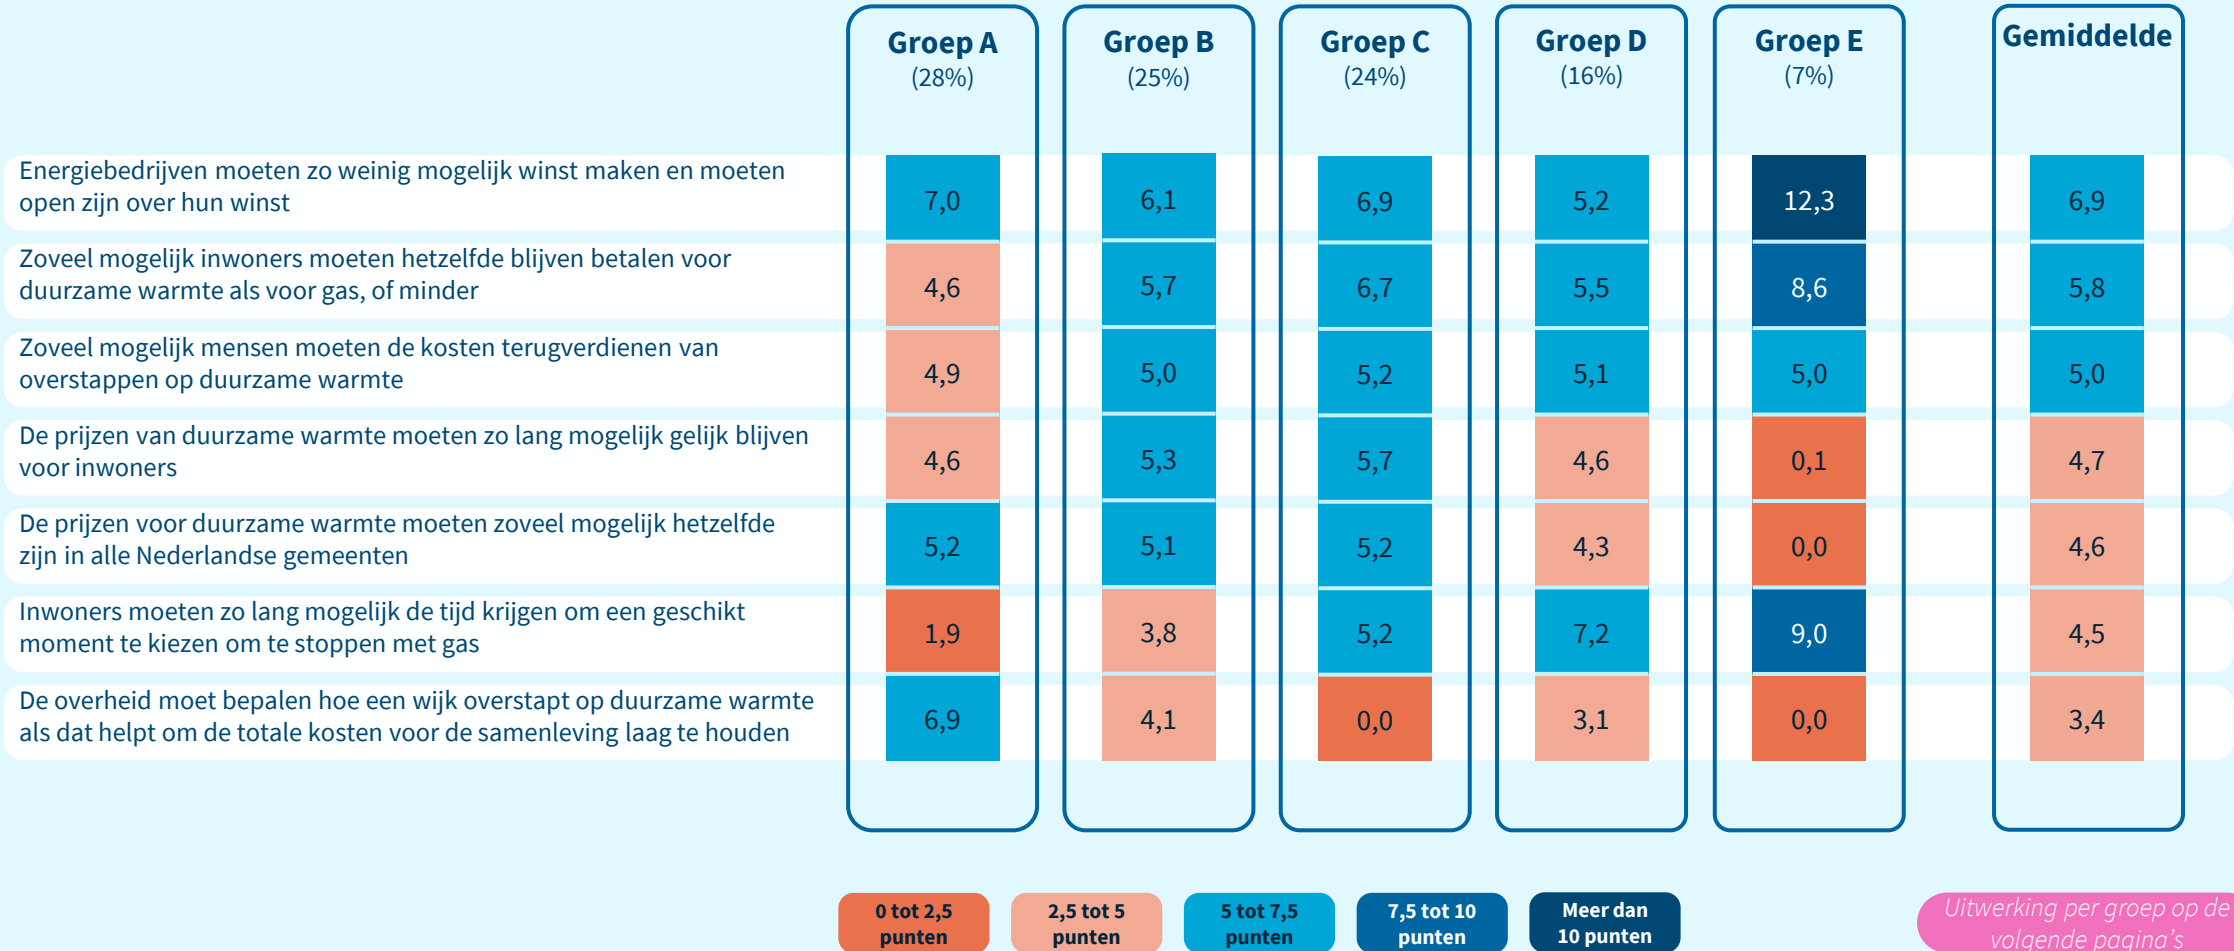 Groep A
(28%)
Groep B
(25%)
Groep C
(24%)
Groep D
(16%)
Groep E
(7%)
Gemiddelde
Energiebedrijven moeten zo weinig mogelijk winst maken en moeten
open zijn over hun winst
7,0 6,1 6,9 5,2 12,3 6,9
Zoveel mogelijk inwoners moeten hetzelfde blijven betalen voor
duurzame warmte als voor gas, of minder
4,6 5,7 6,7 5,5 8,6 5,8
Zoveel mogelijk mensen moeten de kosten terugverdienen van
overstappen op duurzame warmte
4,9 5,0 5,2 5,1 5,0 5,0
De prijzen van duurzame warmte moeten zo lang mogelijk gelijk blijven
voor inwoners
4,6 5,3 5,7 4,6 0,1 4,7
De prijzen voor duurzame warmte moeten zoveel mogelijk hetzelfde
zijn in alle Nederlandse gemeenten
5,2 5,1 5,2 4,3 0,0 4,6
Inwoners moeten zo lang mogelijk de tijd krijgen om een geschikt
moment te kiezen om te stoppen met gas
1,9 3,8 5,2 7,2 9,0 4,5
De overheid moet bepalen hoe een wijk overstapt op duurzame warmte
als dat helpt om de totale kosten voor de samenleving laag te houden
6,9 4,1 0,0 3,1 0,0 3,4
0 tot 2,5
punten
2,5 tot 5
punten
5 tot 7,5
punten
7,5 tot 10
punten
Meer dan
10 punten
Uitwerking per groep op de
volgende pagina's